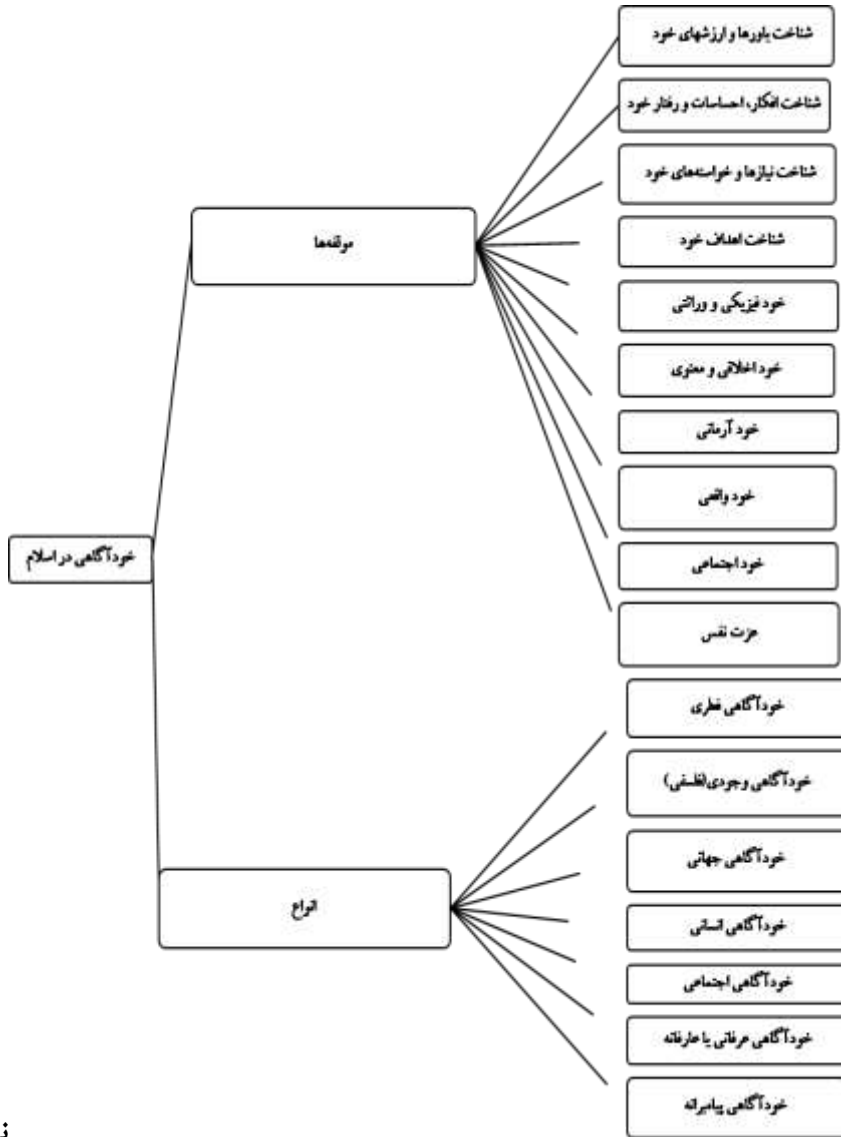 شناخت باورها و ارزشهای خود
شناخت افکار، احساسات و رفتار خود
شناخت نیازها و خواسته‌های خود
مولفه‌ها
شناخت اهداف خود
خود فیزیکی و وراثتی
خود اخلاقی و معنوی
خود آرمانی
خود واقعی
خودآگاهی در اسلام
خود اجتماعی
عزت نفس
خودآگاهی فطری
خودآگاهی وجودی(فلسفی)
خودآگاهی جهانی
انواع
خودآگاهی انسانی
خودآگاهی اجتماعی
خودآگاهی عرفانی یا عارفانه
خودآگاهی پیامبرانه